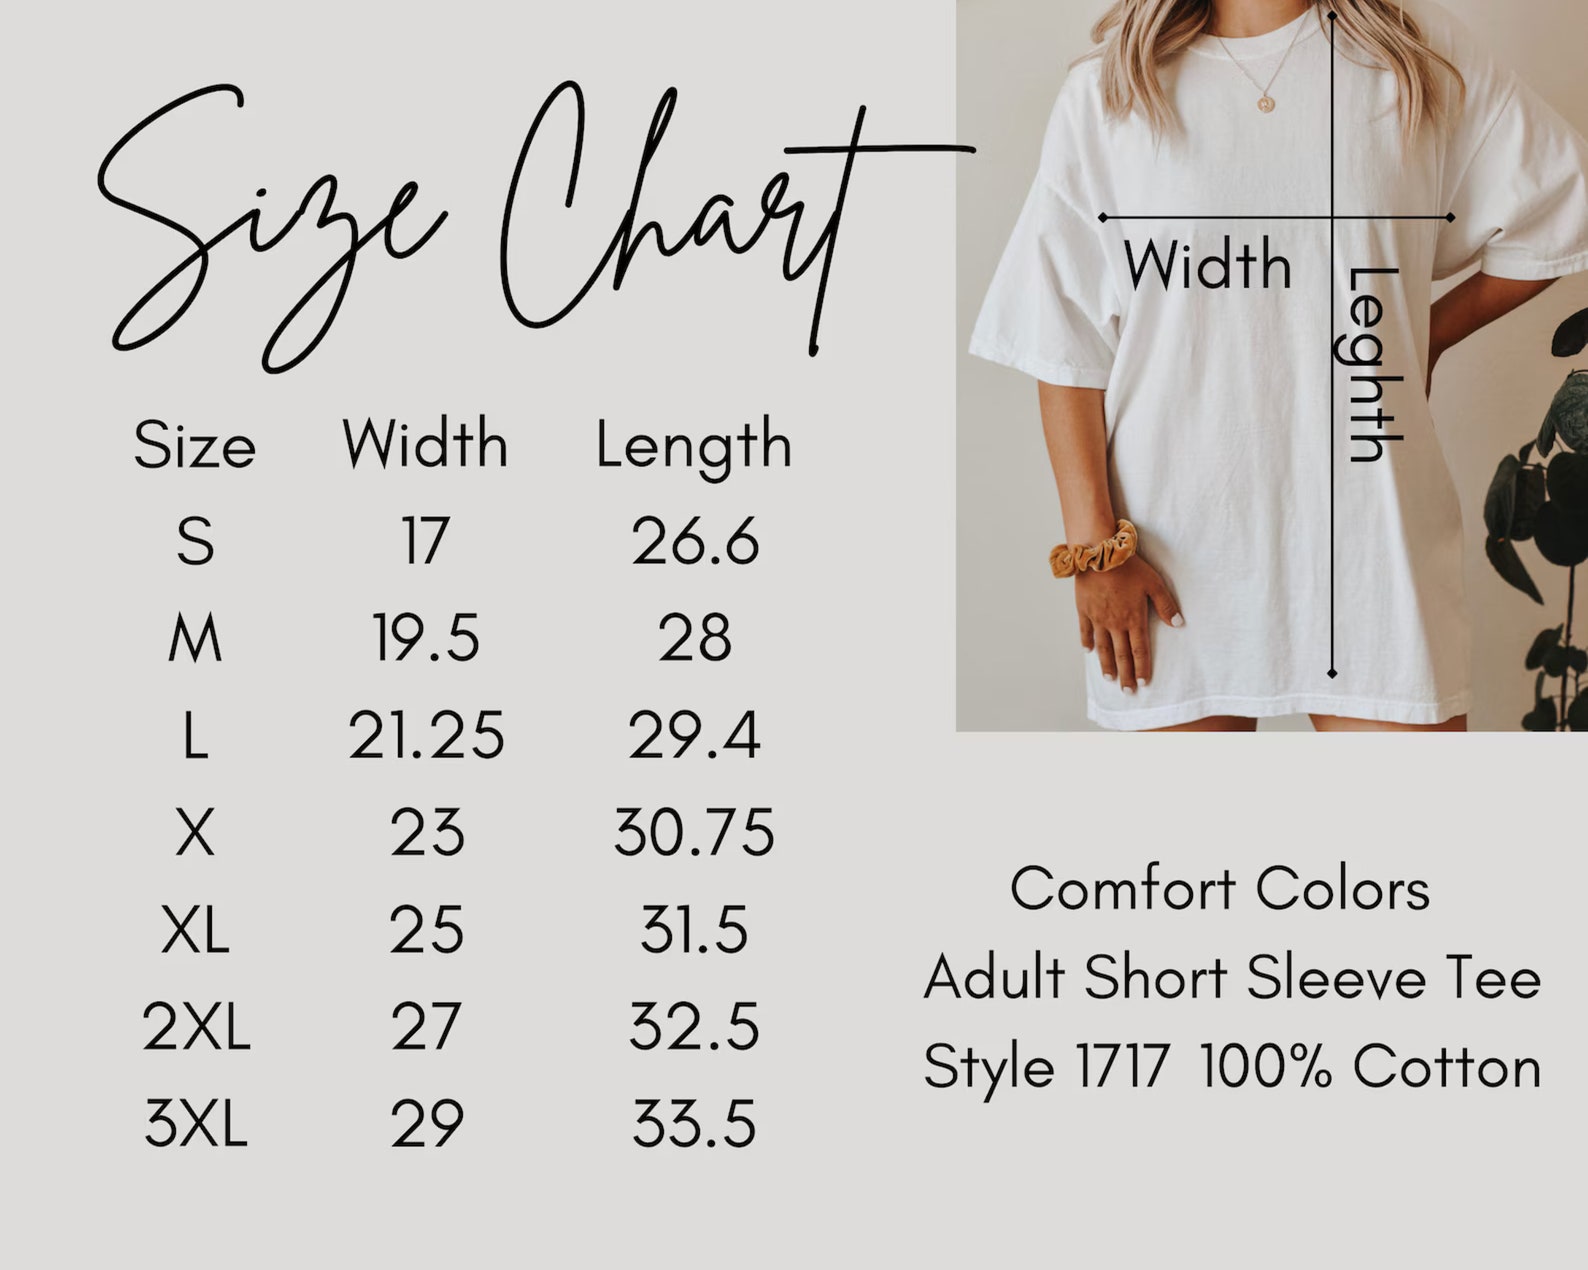 Size Chart
Size Width Length
S 17 26.6
M 19.5 28
L 21.25 29.4
X 23 30.75
XL 25 31.5
2XL 27 32.5
3XL 29 33.5
Width
Leghth
Comfort Colors
Adult Short Sleeve Tee
Style 1717 100% Cotton